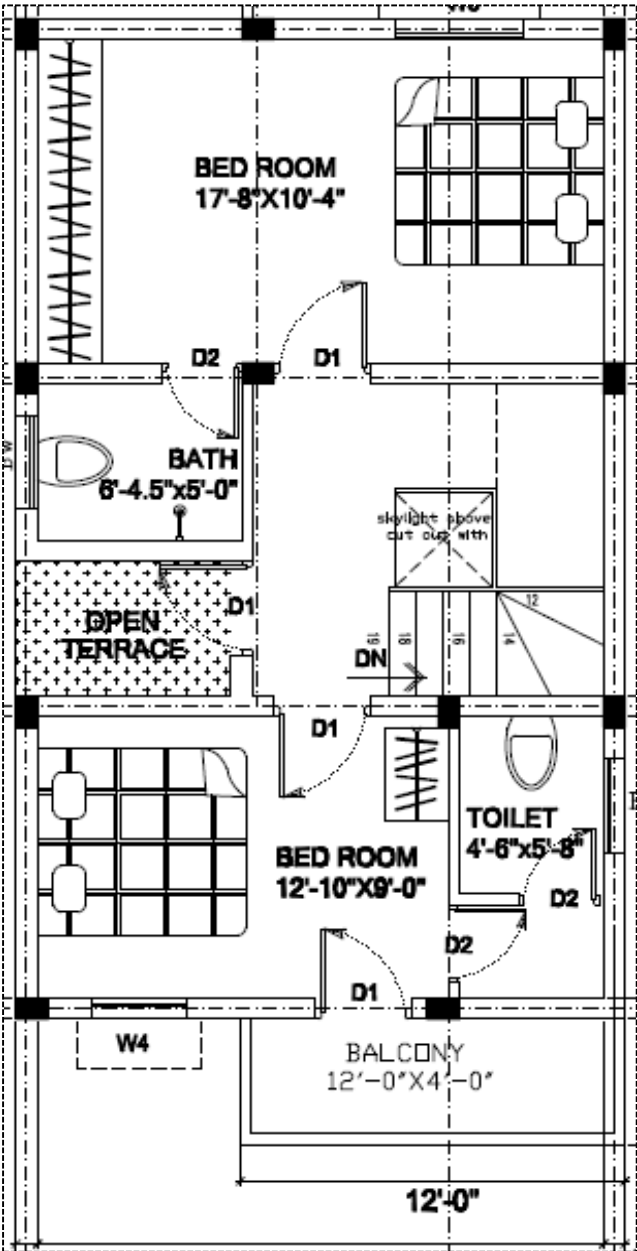 BED ROOM
17'-8"X10'-4"
D2
D1
BATH
6'-4.5"x5'-0"
skylight above
cut out with
D1
OPEN
TERRACE
12
14
16
18
19
DN
D1
TOILET
4'-6"x5'-8"
BED ROOM
12'-10"X9'-0"
D2
D2
D1
W4
BALCONY
12'-0"X4'-0"
12'-0"